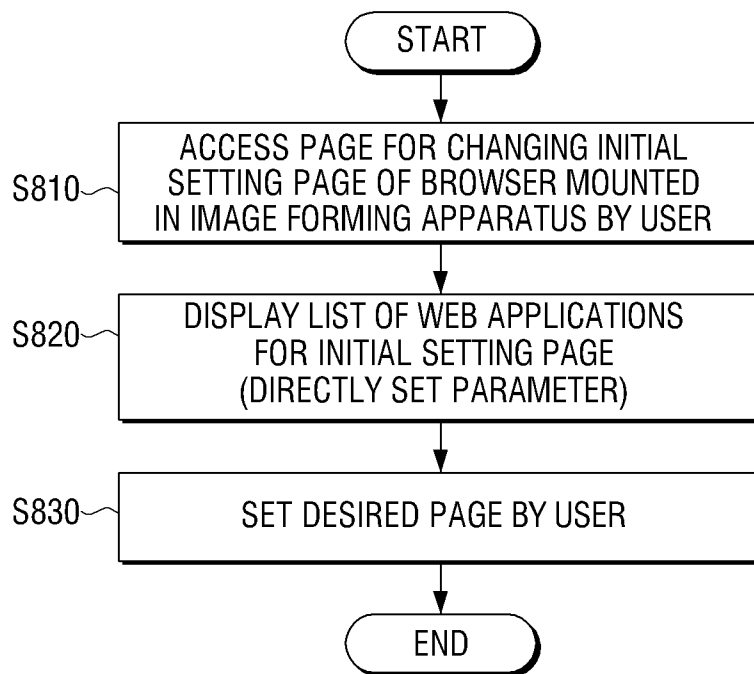 START
S810
ACCESS PAGE FOR CHANGING INITIAL
SETTING PAGE OF BROWSER MOUNTED
IN IMAGE FORMING APPARATUS BY USER
S820
DISPLAY LIST OF WEB APPLICATIONS
FOR INITIAL SETTING PAGE
(DIRECTLY SET PARAMETER)
S830
SET DESIRED PAGE BY USER
END